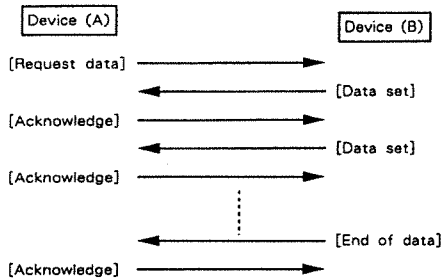 Device (A)
Device (B)
[Request data]
[Data set]
[Acknowledge]
[Data set]
[Acknowledge]
[End of data]
[Acknowledge]